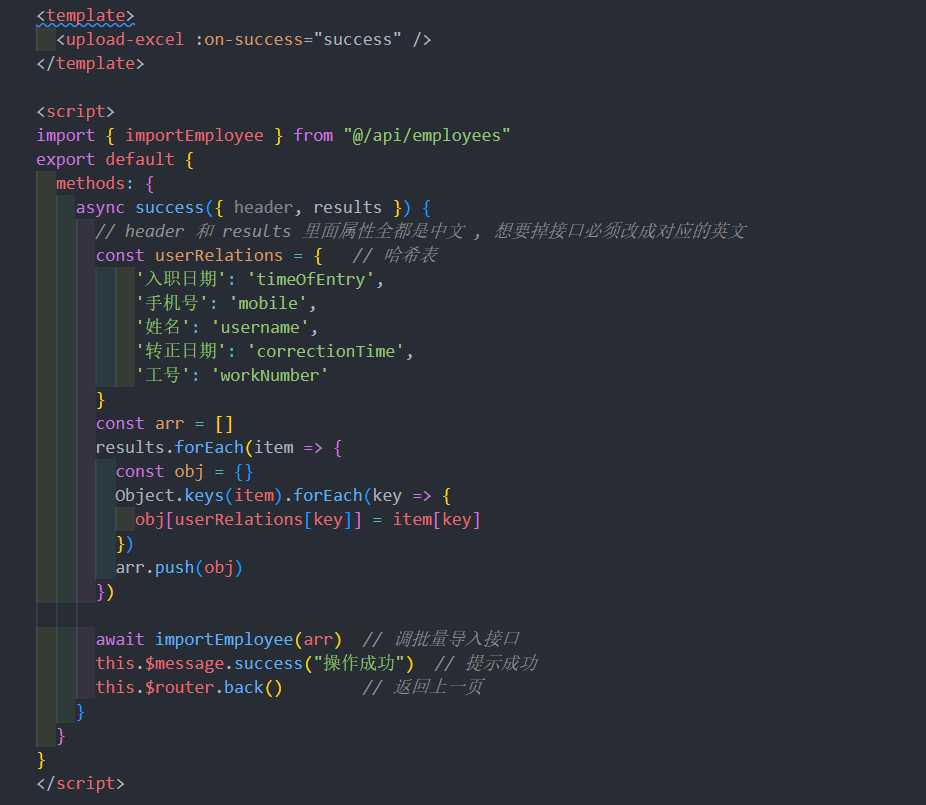 <template>
  <upload-excel :on-success="success" />
</template>

<script>
import { importEmployee } from "@/api/employees"
export default {
  methods: {
    async success({ header, results }) {
      // header 和 results 里面属性全都是中文 , 想要掉接口必须改成对应的英文
      const userRelations = {   // 哈希表
          '入职日期': 'timeOfEntry',
          '手机号': 'mobile',
          '姓名': 'username',
          '转正日期': 'correctionTime',
          '工号': 'workNumber'
      }
      const arr = []
      results.forEach(item => {
        const obj = {}
        Object.keys(item).forEach(key => {
          obj[userRelations[key]] = item[key]
        })
        arr.push(obj)
      })

      await importEmployee(arr)  // 调批量导入接口
      this.$message.success("操作成功")  // 提示成功
      this.$router.back()        // 返回上一页
    }
  }
}
</script>